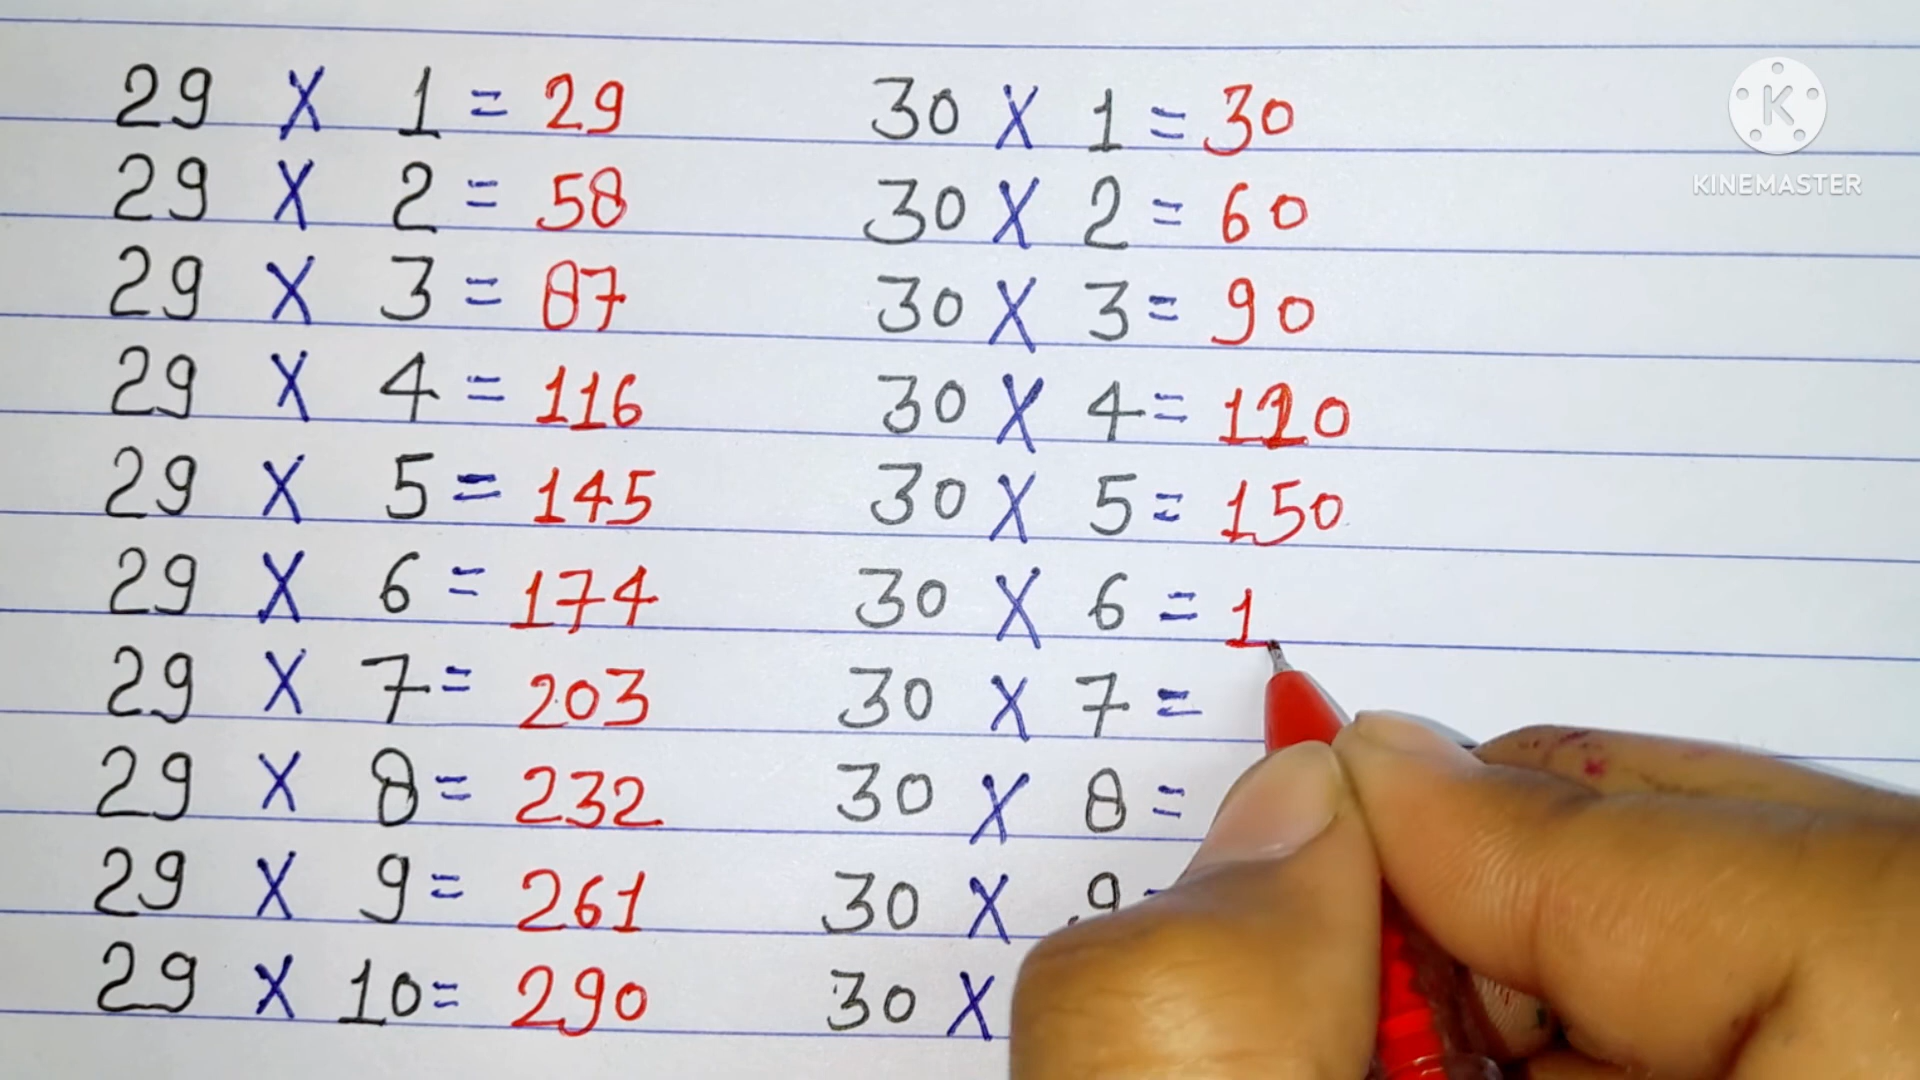 29 X 1 = 29
29 X 2 = 58
29 X 3 = 87
29 X 4 = 116
29 X 5 = 145
29 X 6 = 174
29 X 7 = 203
29 X 8 = 232
29 X 9 = 261
29 X 10 = 290
30 X 1 = 30
30 X 2 = 60
30 X 3 = 90
30 X 4 = 120
30 X 5 = 150
30 X 6 = 1
30 X 7 =
30 X 8 =
30 X 9 =
30 X
K
KINEMASTER